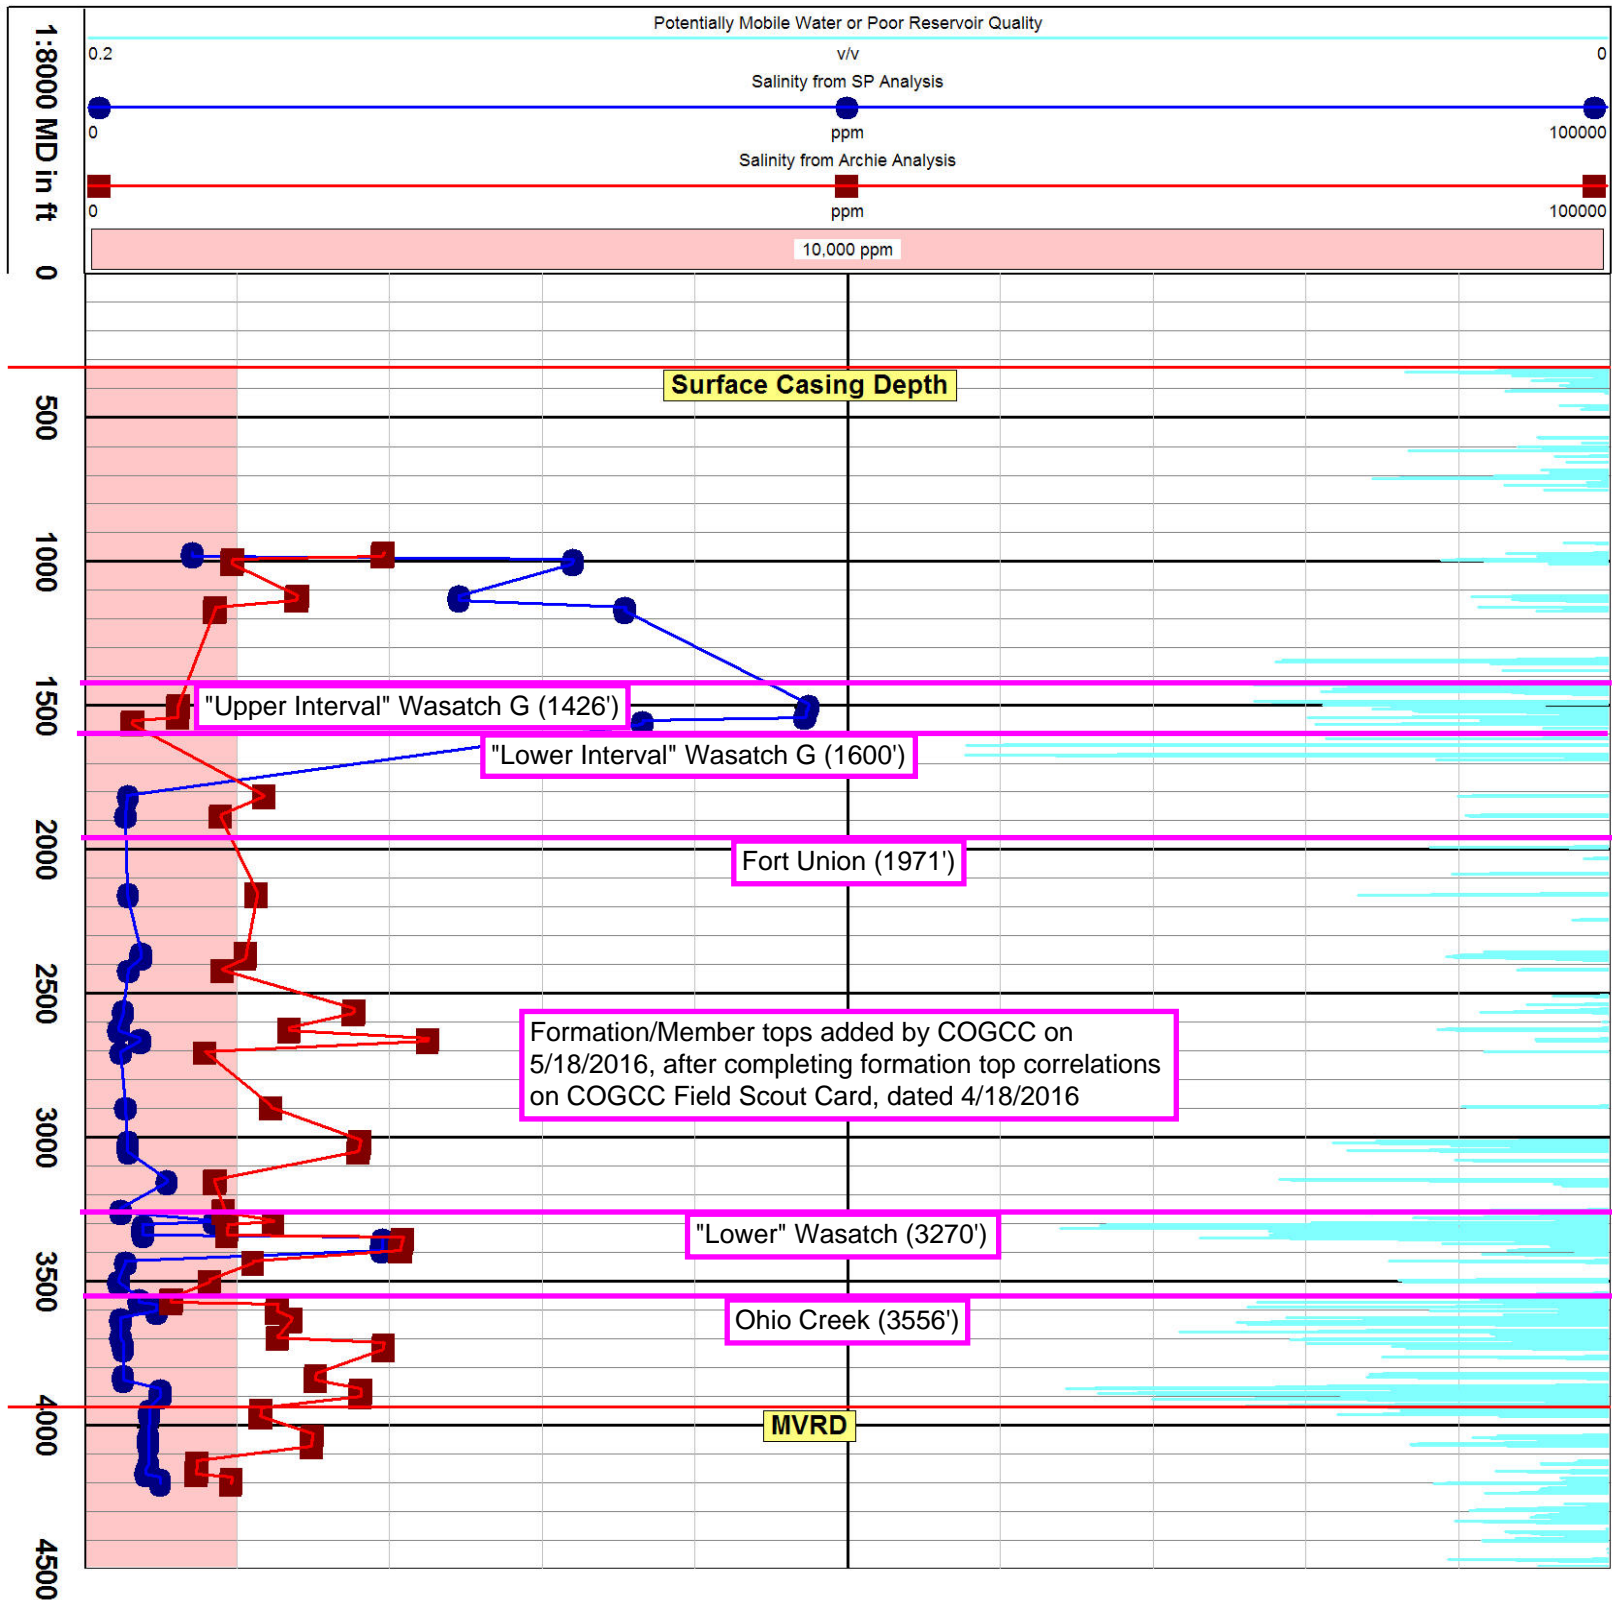 1:8000 MD in ft
Potentially Mobile Water or Poor Reservoir Quality
0.2 v/v 0
Salinity from SP Analysis
0 ppm 100000
Salinity from Archie Analysis
0 ppm 100000
10,000 ppm
0
Surface Casing Depth
500
1000
1500
"Upper Interval" Wasatch G (1426')
"Lower Interval" Wasatch G (1600')
2000
Fort Union (1971')
2500
Formation/Member tops added by COGCC on
5/18/2016, after completing formation top correlations
on COGCC Field Scout Card, dated 4/18/2016
3000
"Lower" Wasatch (3270')
3500
Ohio Creek (3556')
4000
MVRD
4500